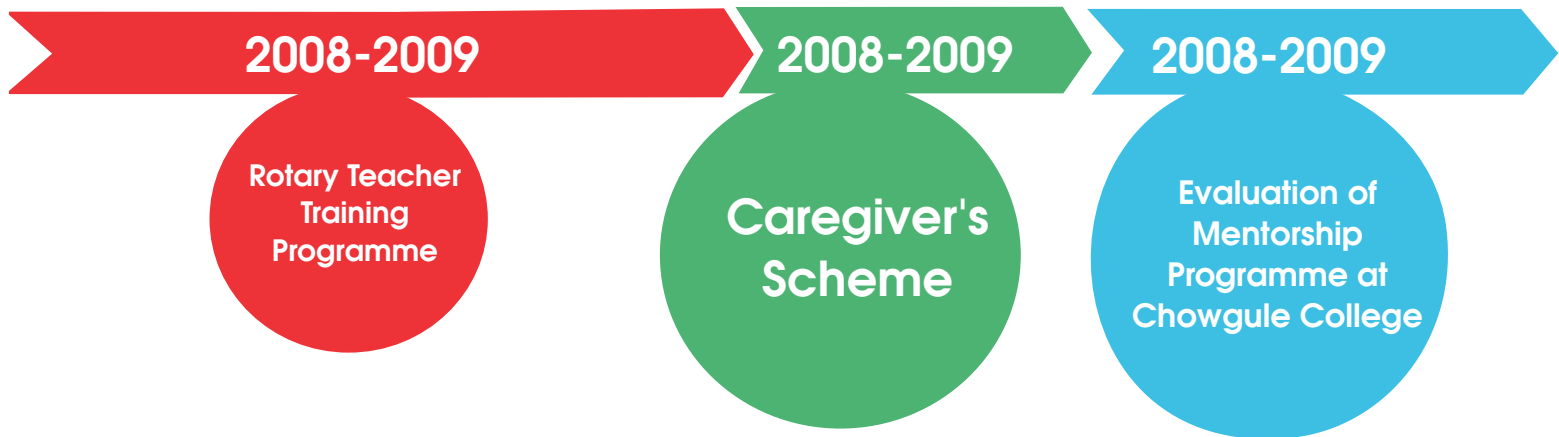 2008-2009
Rotary Teacher
Training
Programme
2008-2009
Caregiver's
Scheme
2008-2009
Evaluation of
Mentorship
Programme at
Chowgule College